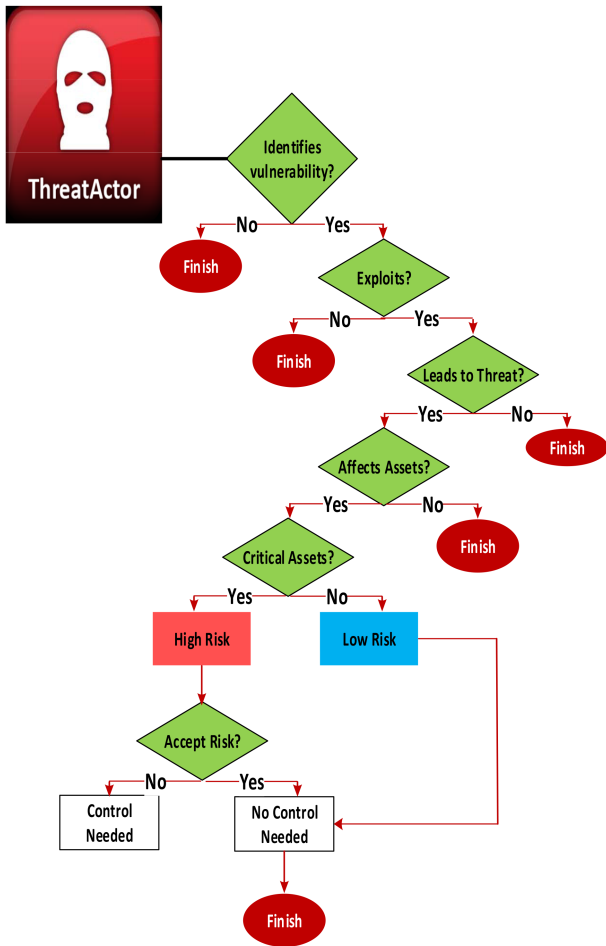 ThreatActor
Identifies
vulnerability?
No
Yes
Finish
Exploits?
No
Yes
Finish
Leads to Threat?
Yes
No
Finish
Affects Assets?
Yes
No
Finish
Critical Assets?
Yes
No
High Risk
Low Risk
Accept Risk?
No
Yes
Control
Needed
No Control
Needed
Finish